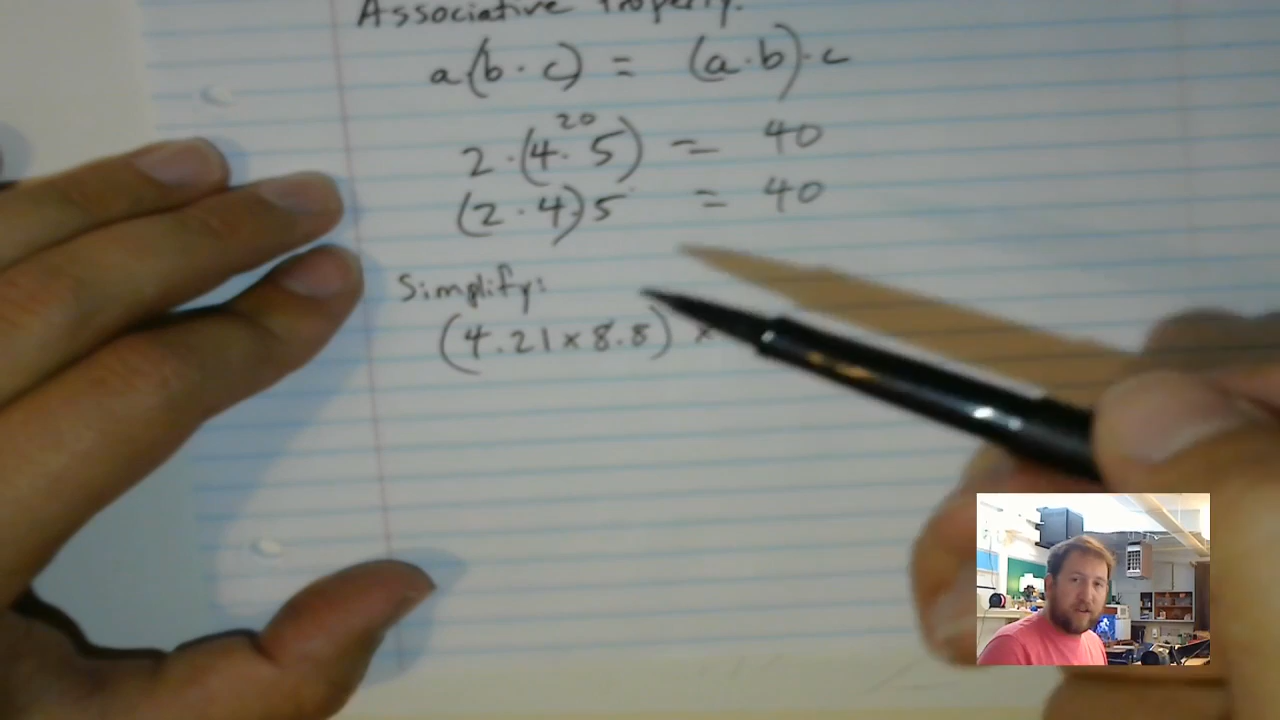 Associative Property:
a(b · c) = (a·b)·c
20
2·(4·5) = 40
(2·4)5 = 40
Simplify:
(4.21×8.8) ×